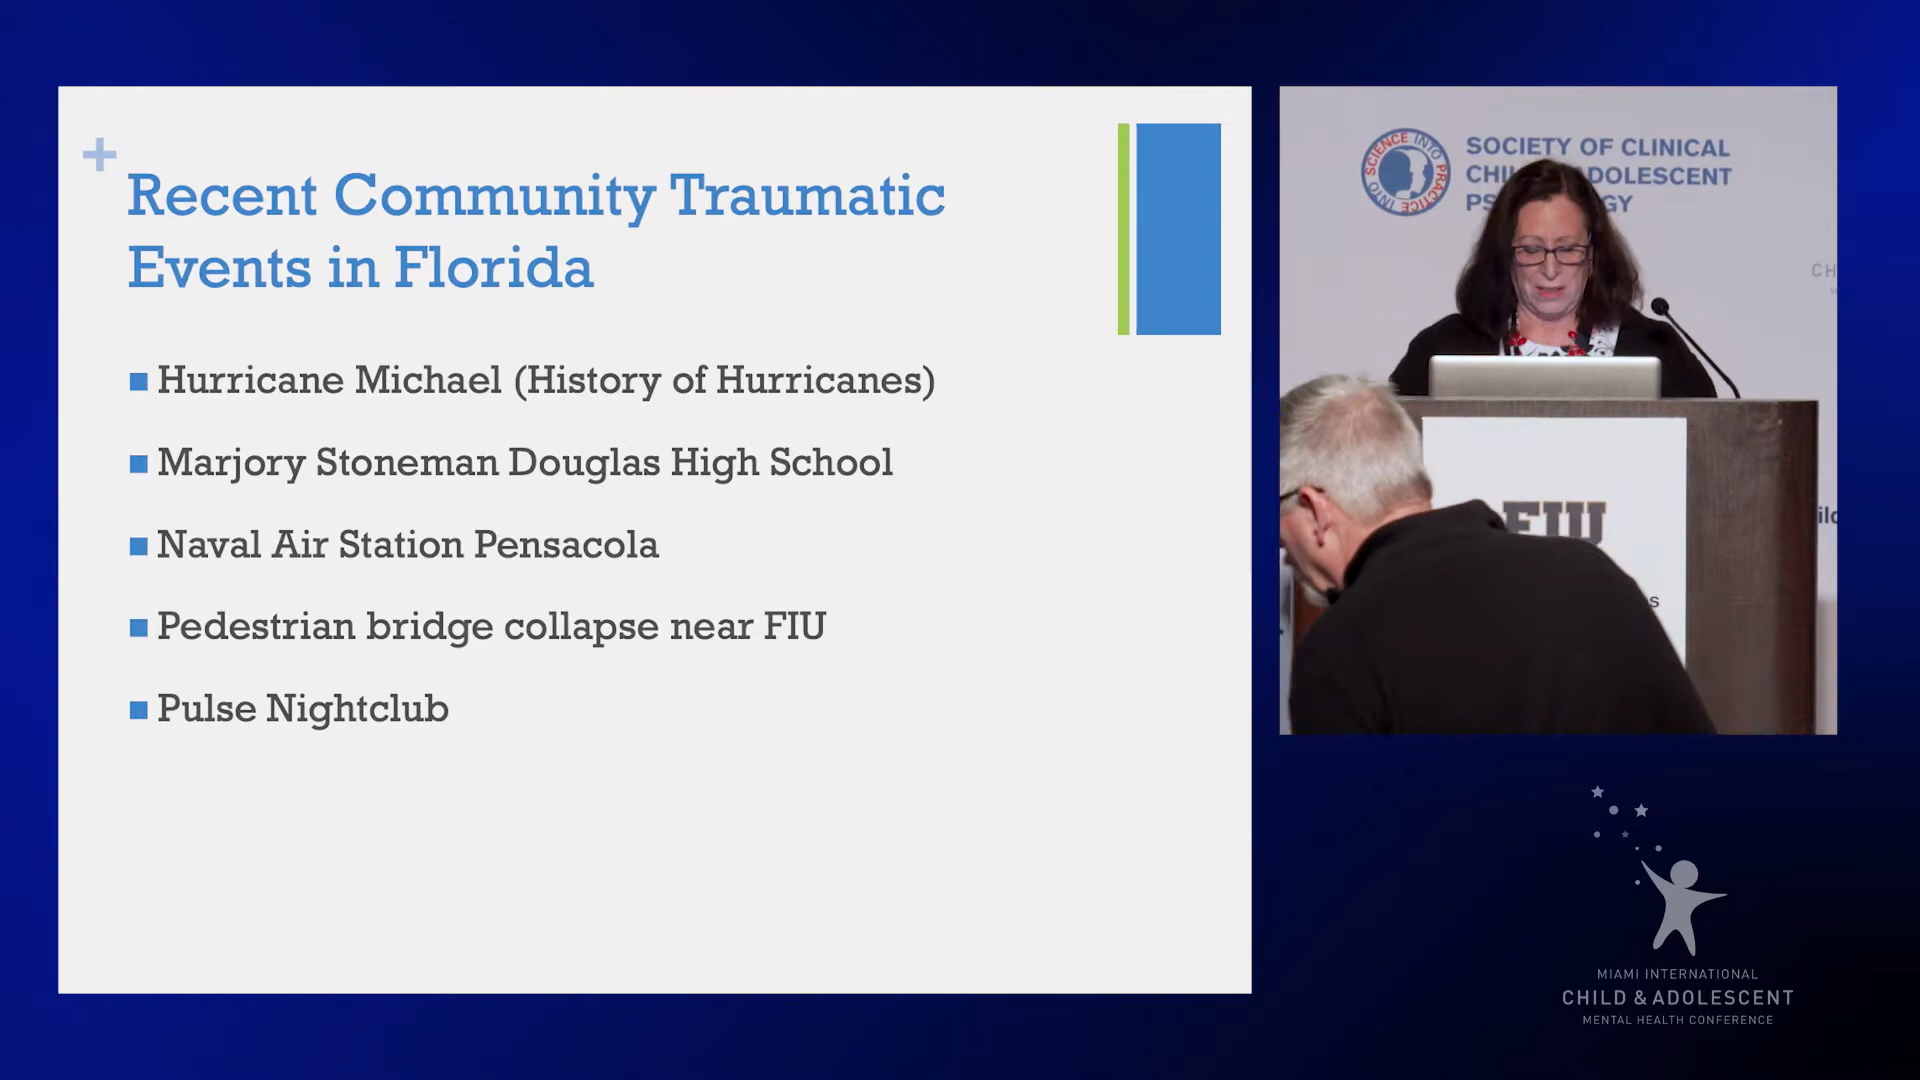 +
Recent Community Traumatic
Events in Florida
Hurricane Michael (History of Hurricanes)
Marjory Stoneman Douglas High School
Naval Air Station Pensacola
Pedestrian bridge collapse near FIU
Pulse Nightclub
SCIENCE INTO PRACTICE INTO
SOCIETY OF CLINICAL
ADOLESCENT
FIU
MIAMI INTERNATIONAL
CHILD & ADOLESCENT
MENTAL HEALTH CONFERENCE